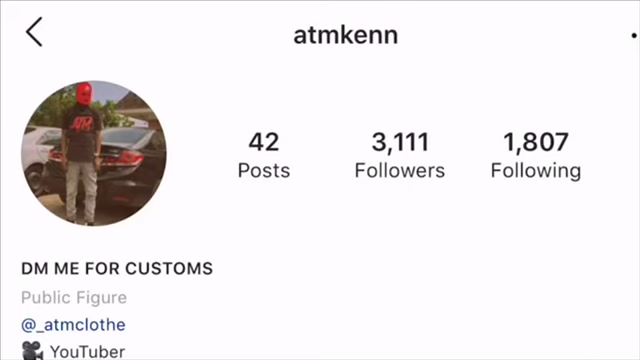 atmkenn
42 3,111 1,807
Posts Followers Following
DM ME FOR CUSTOMS
Public Figure
@_atmclothe
YouTuber